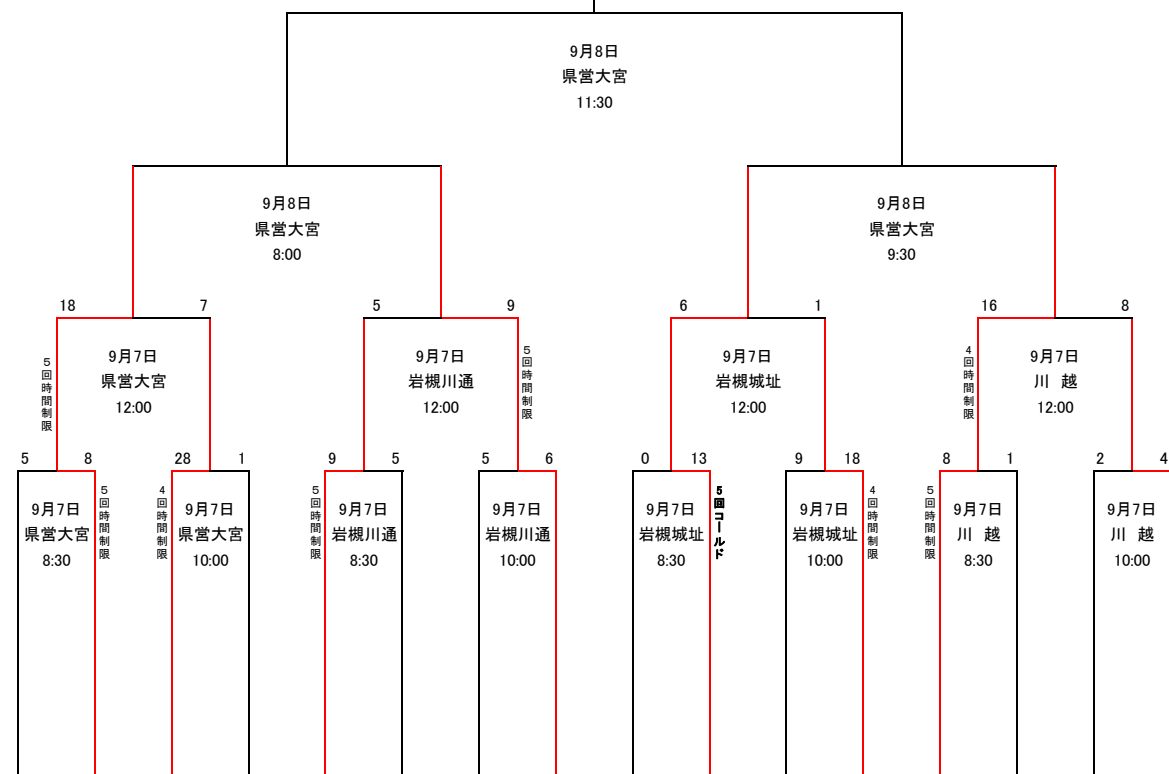 9月8日
県営大宮
11:30
9月8日
県営大宮
8:00
9月8日
県営大宮
9:30
18
7
5
9
6
1
16
8
5回時間制限
9月7日
県営大宮
12:00
9月7日
岩槻川通
12:00
5回時間制限
9月7日
岩槻城址
12:00
4回時間制限
9月7日
川 越
12:00
5
8
28
1
9
5
5
6
0
13
9
18
8
1
2
4
9月7日
県営大宮
8:30
5回時間制限
4回時間制限
9月7日
県営大宮
10:00
5回時間制限
9月7日
岩槻川通
8:30
9月7日
岩槻川通
10:00
9月7日
岩槻城址
8:30
5回コールド
9月7日
岩槻城址
10:00
4回時間制限
5回時間制限
9月7日
川 越
8:30
9月7日
川 越
10:00